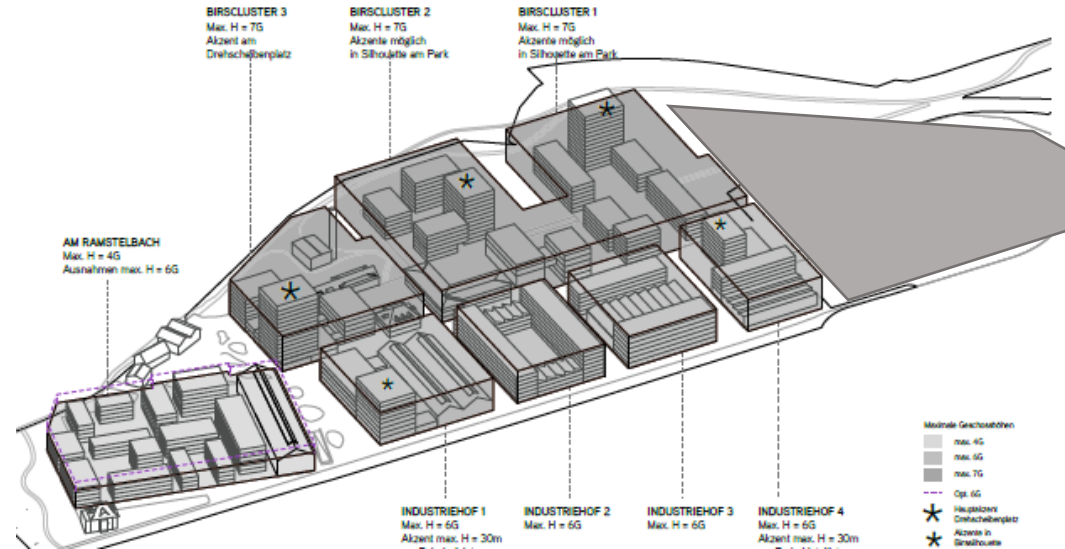 BIRSCLUSTER 3
Max. H = 7G
Akzent am
Drehscheibenplatz
BIRSCLUSTER 2
Max. H = 7G
Akzente möglich
in Silhouette am Park
BIRSCLUSTER 1
Max. H = 7G
Akzente möglich
in Silhouette am Park
AM RAMSTELBACH
Max. H = 4G
Ausnahmen max. H = 6G
INDUSTRIEHOF 1
Max. H = 6G
Akzent max. H = 30m
INDUSTRIEHOF 2
Max. H = 6G
INDUSTRIEHOF 3
Max. H = 6G
INDUSTRIEHOF 4
Max. H = 6G
Akzent max. H = 30m
Maximale Geschosshöhen
max. 4G
max. 6G
max. 7G
Opt. 6G
Hauptakzent
Drehscheibenplatz
Akzente in
Birssilhouette